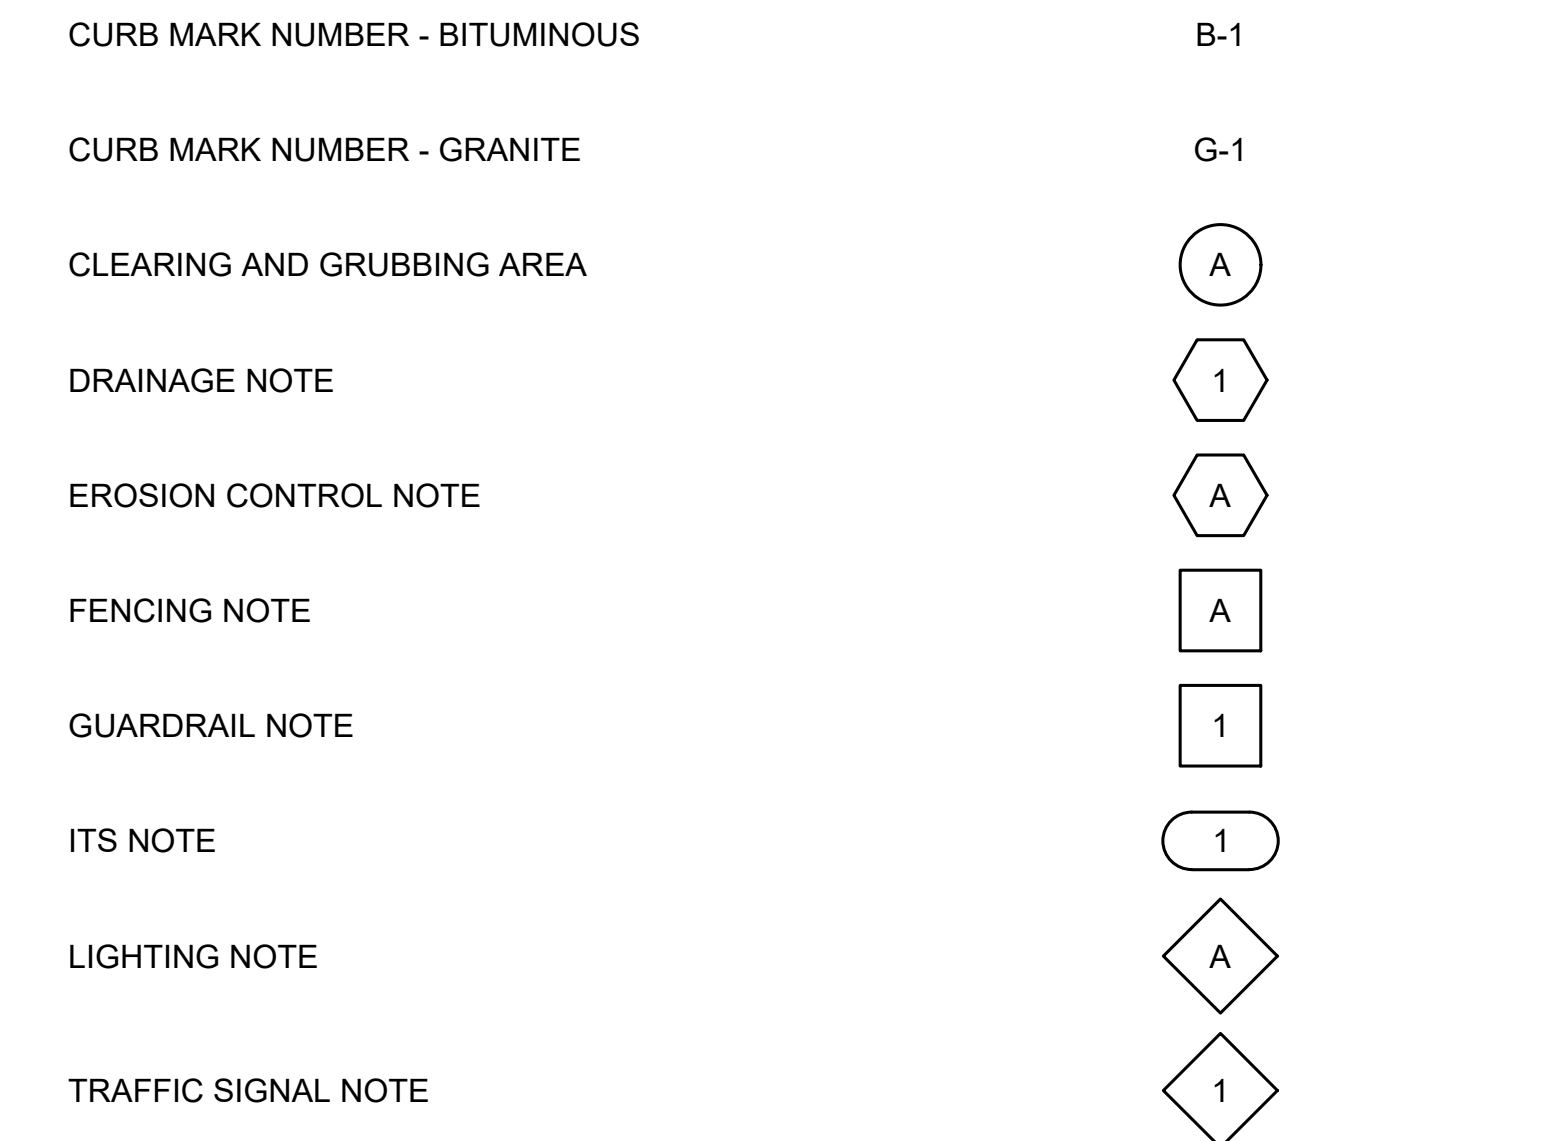 CURB MARK NUMBER - BITUMINOUS B-1
CURB MARK NUMBER - GRANITE G-1
CLEARING AND GRUBBING AREA A
DRAINAGE NOTE 1
EROSION CONTROL NOTE A
FENCING NOTE A
GUARDRAIL NOTE 1
ITS NOTE 1
LIGHTING NOTE A
TRAFFIC SIGNAL NOTE 1